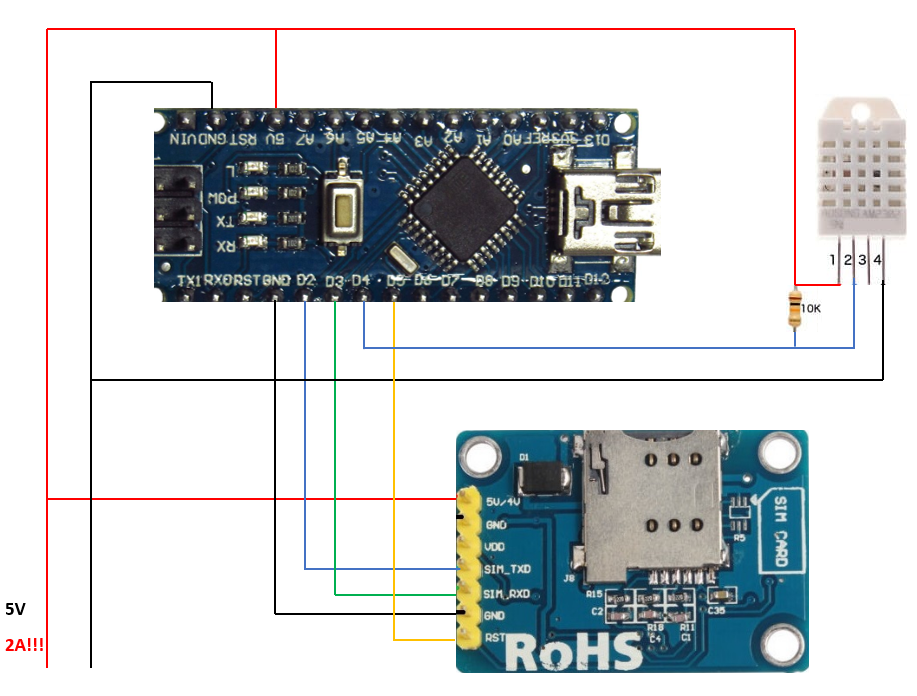 VIN GND RST 5V A7 A6 A5 A4 A3 A2 A1 A0 REF 3V3 D13
L
POW
TX
RX
TX1 RX0 RST GND D2 D3 D4 D5 D6 D7 D8 D9 D10 D11 D12
1 2 3 4
10K
D1
5V/4V
GND
VDD
SIM_TXD
SIM_RXD
GND
RST
SIM CARD
R5
J8
R15
C2
R18
C4
R11
C1
C35
RoHS
5V
2A!!!